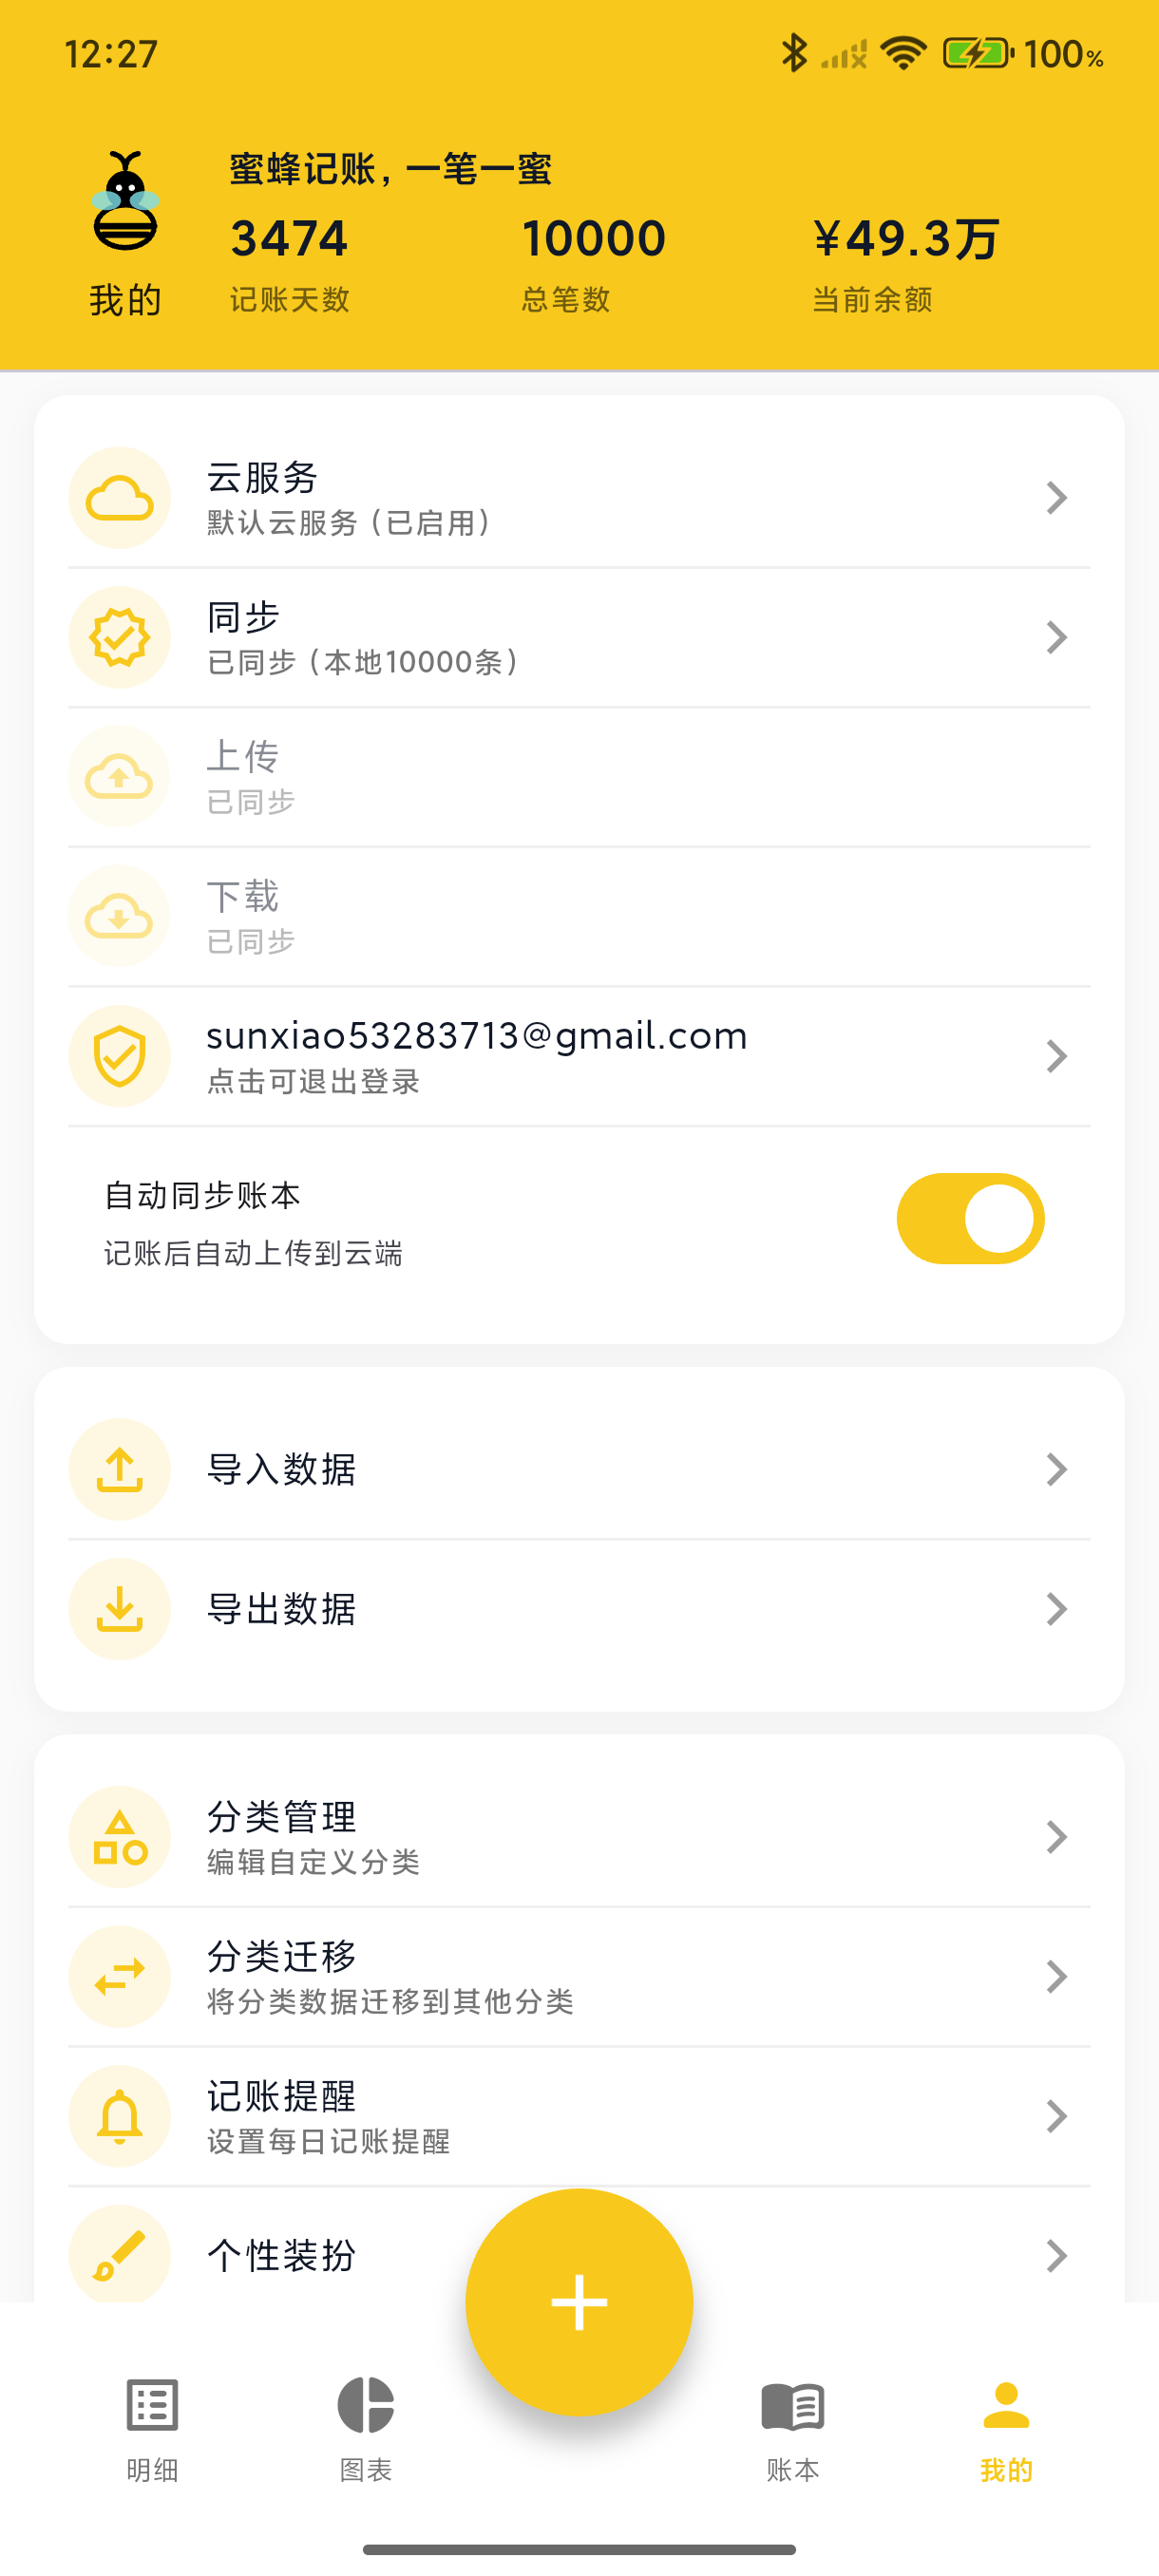 12:27
100%
蜜蜂记账，一笔一蜜
3474
10000
¥49.3万
我的
记账天数
总笔数
当前余额
云服务
默认云服务（已启用）
同步
已同步（本地10000条）
上传
已同步
下载
已同步
sunxiao53283713@gmail.com
点击可退出登录
自动同步账本
记账后自动上传到云端
导入数据
导出数据
分类管理
编辑自定义分类
分类迁移
将分类数据迁移到其他分类
记账提醒
设置每日记账提醒
个性装扮
明细
图表
账本
我的